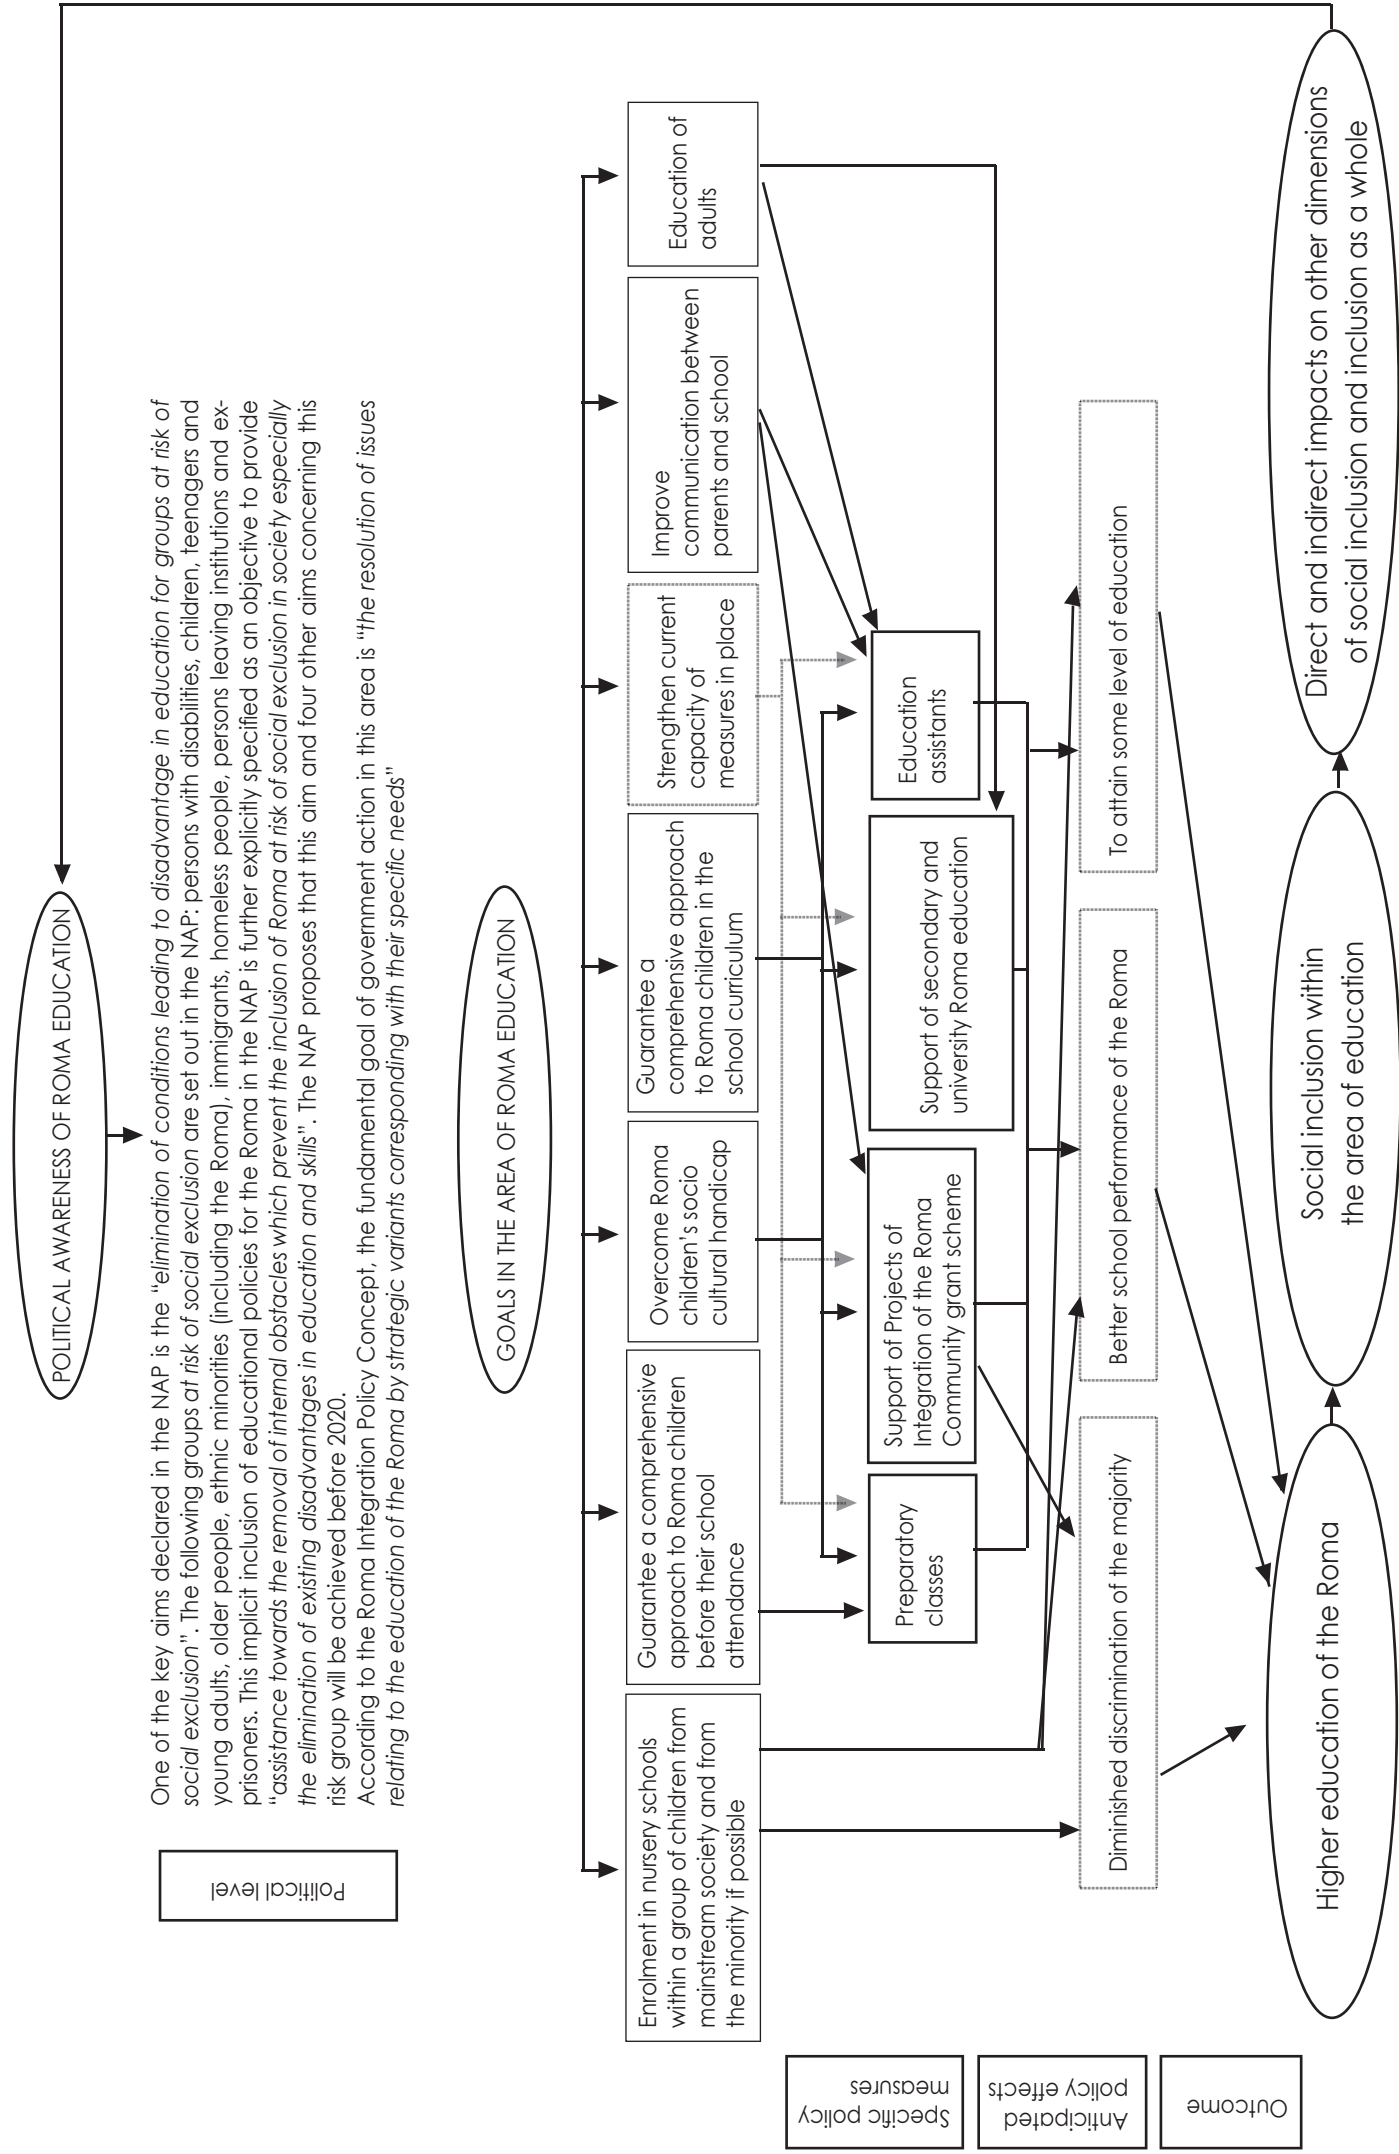 POLITICAL AWARENESS OF ROMA EDUCATION
Political level
One of the key aims declared in the NAP is the “elimination of conditions leading to disadvantage in education for groups at risk of
social exclusion”. The following groups at risk of social exclusion are set out in the NAP: persons with disabilities, children, teenagers and
young adults, older people, ethnic minorities (including the Roma), immigrants, homeless people, persons leaving institutions and ex-
prisoners. This implicit inclusion of educational policies for the Roma in the NAP is further explicitly specified as an objective to provide
“assistance towards the removal of internal obstacles which prevent the inclusion of Roma at risk of social exclusion in society especially
the elimination of existing disadvantages in education and skills”. The NAP proposes that this aim and four other aims concerning this
risk group will be achieved before 2020.
According to the Roma Integration Policy Concept, the fundamental goal of government action in this area is “the resolution of issues
relating to the education of the Roma by strategic variants corresponding with their specific needs”
GOALS IN THE AREA OF ROMA EDUCATION
Enrolment in nursery schools
within a group of children from
mainstream society and from
the minority if possible
Guarantee a comprehensive
approach to Roma children
before their school
attendance
Overcome Roma
children’s socio
cultural handicap
Guarantee a
comprehensive approach
to Roma children in the
school curriculum
Strengthen current
capacity of
measures in place
Improve
communication between
parents and school
Education of
adults
Specific policy
measures
Preparatory
classes
Support of Projects of
Integration of the Roma
Community grant scheme
Support of secondary and
university Roma education
Education
assistants
Anticipated
policy effects
Diminished discrimination of the majority
Better school performance of the Roma
To attain some level of education
Outcome
Higher education of the Roma
Social inclusion within
the area of education
Direct and indirect impacts on other dimensions
of social inclusion and inclusion as a whole